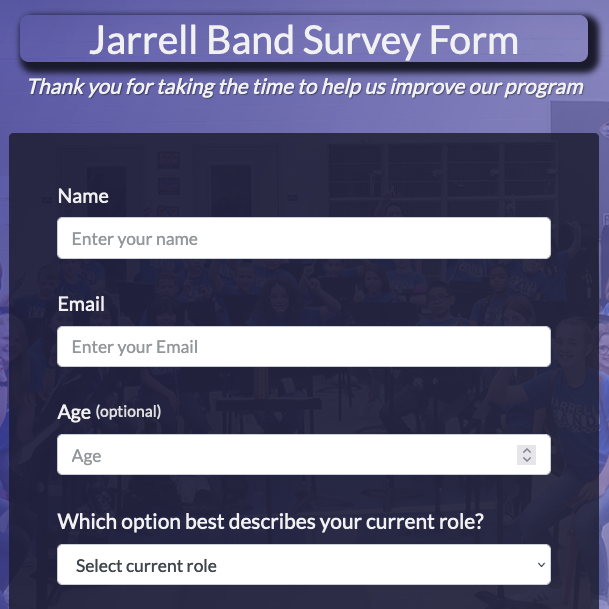 Jarrell Band Survey Form
Thank you for taking the time to help us improve our program
Name
Enter your name
Email
Enter your Email
Age (optional)
Age
Which option best describes your current role?
Select current role